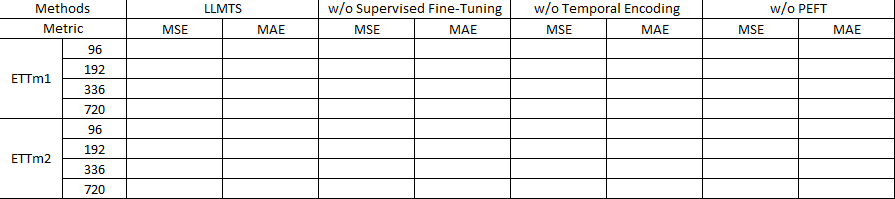 Methods LLMTS w/o Supervised Fine-Tuning w/o Temporal Encoding w/o PEFT
Metric MSE MAE MSE MAE MSE MAE MSE MAE
ETTm1
96
192
336
720
ETTm2
96
192
336
720